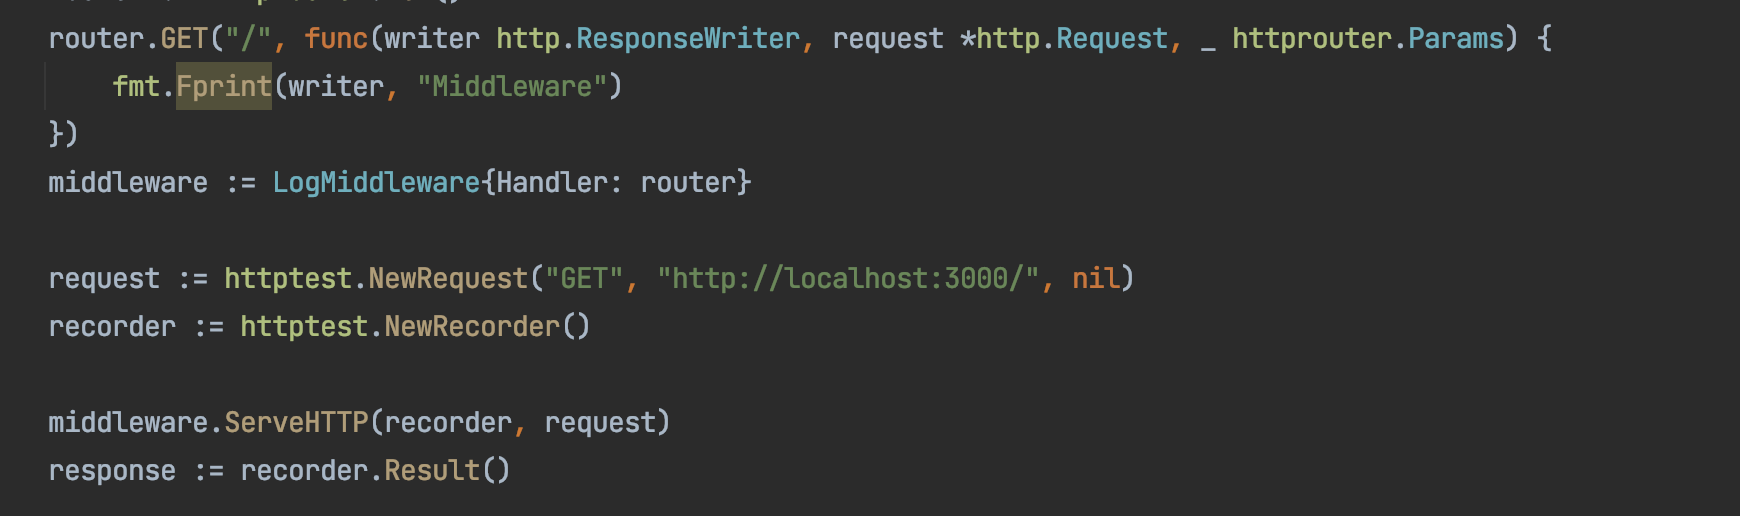 router.GET("/", func(writer http.ResponseWriter, request *http.Request, _ httprouter.Params) {
    fmt.Fprint(writer, "Middleware")
})
middleware := LogMiddleware{Handler: router}
request := httptest.NewRequest("GET", "http://localhost:3000/", nil)
recorder := httptest.NewRecorder()
middleware.ServeHTTP(recorder, request)
response := recorder.Result()